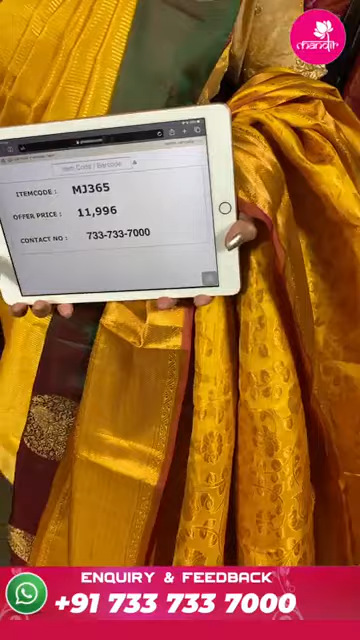 mandir
Item Code / Barcode
ITEMCODE : MJ365
OFFER PRICE : 11,996
CONTACT NO : 733-733-7000
ENQUIRY & FEEDBACK
+91 733 733 7000